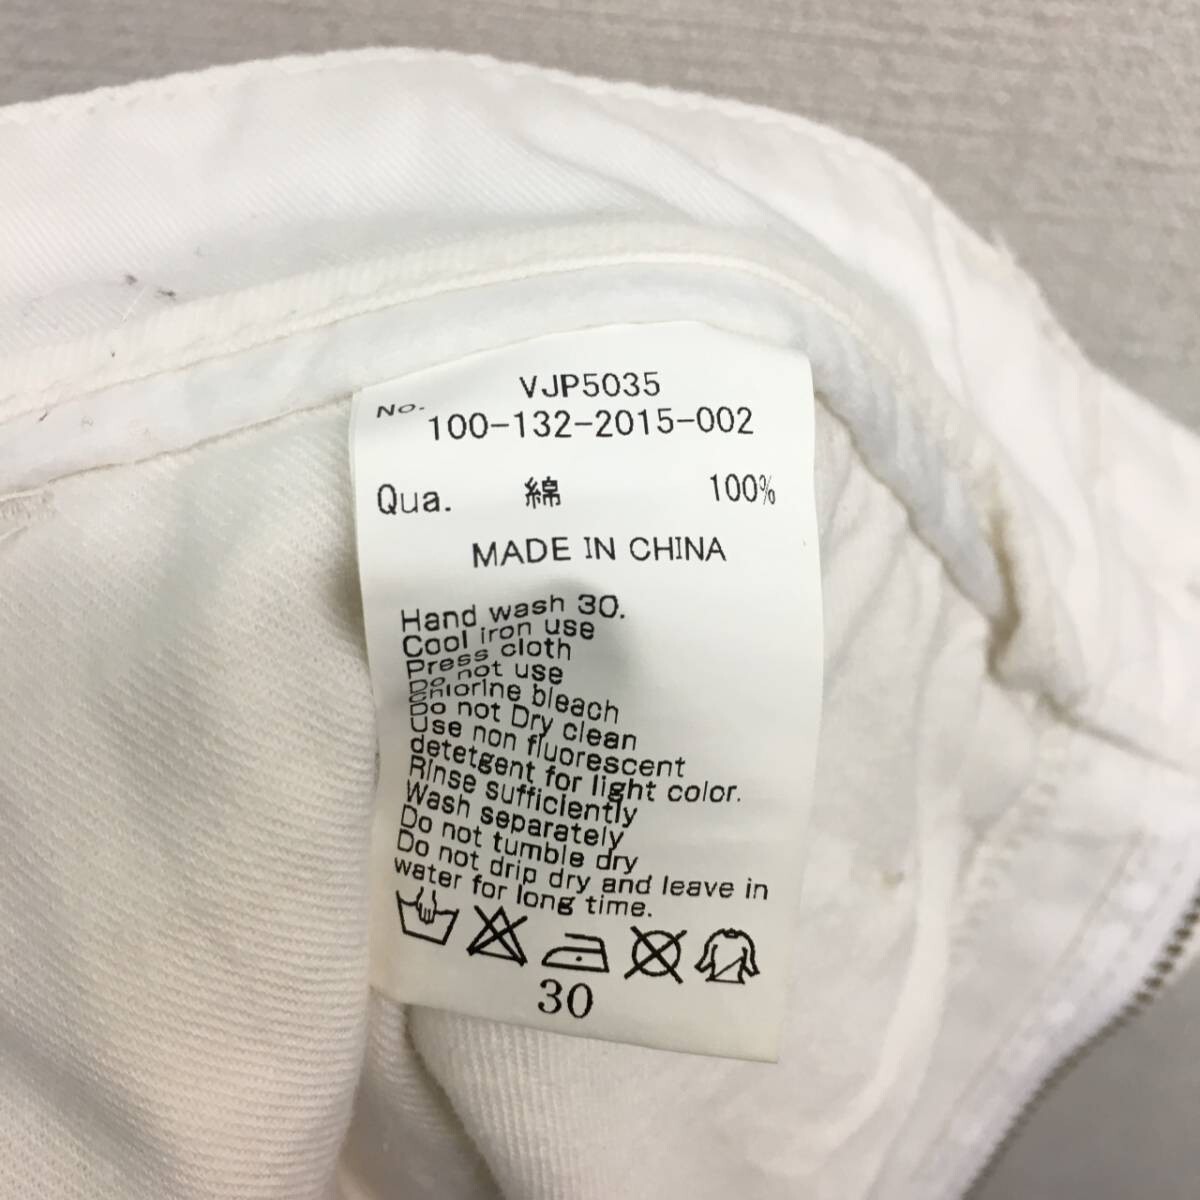 VJP5035
No. 100-132-2015-002
Qua. 綿 100%
MADE IN CHINA
Hand wash 30.
Cool iron use
Press cloth
Do not use
Chlorine bleach
Do not Dry clean
Use non fluorescent
detetgent for light color.
Rinse sufficiently
Wash separately
Do not tumble dry
Do not drip dry and leave in
water for long time.
30